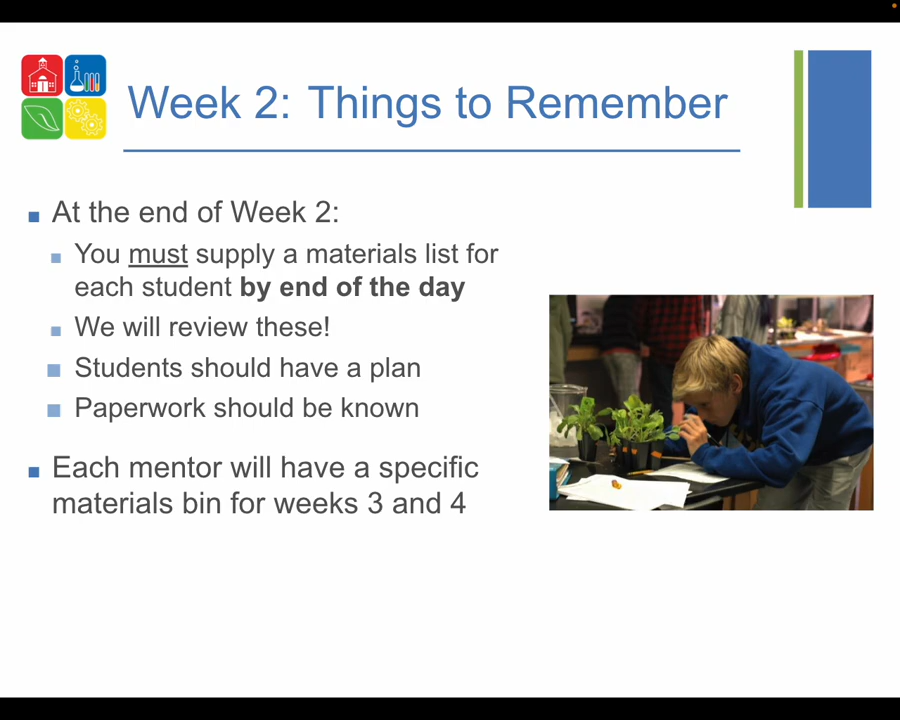 Week 2: Things to Remember
At the end of Week 2:
You must supply a materials list for
each student by end of the day
We will review these!
Students should have a plan
Paperwork should be known
Each mentor will have a specific
materials bin for weeks 3 and 4